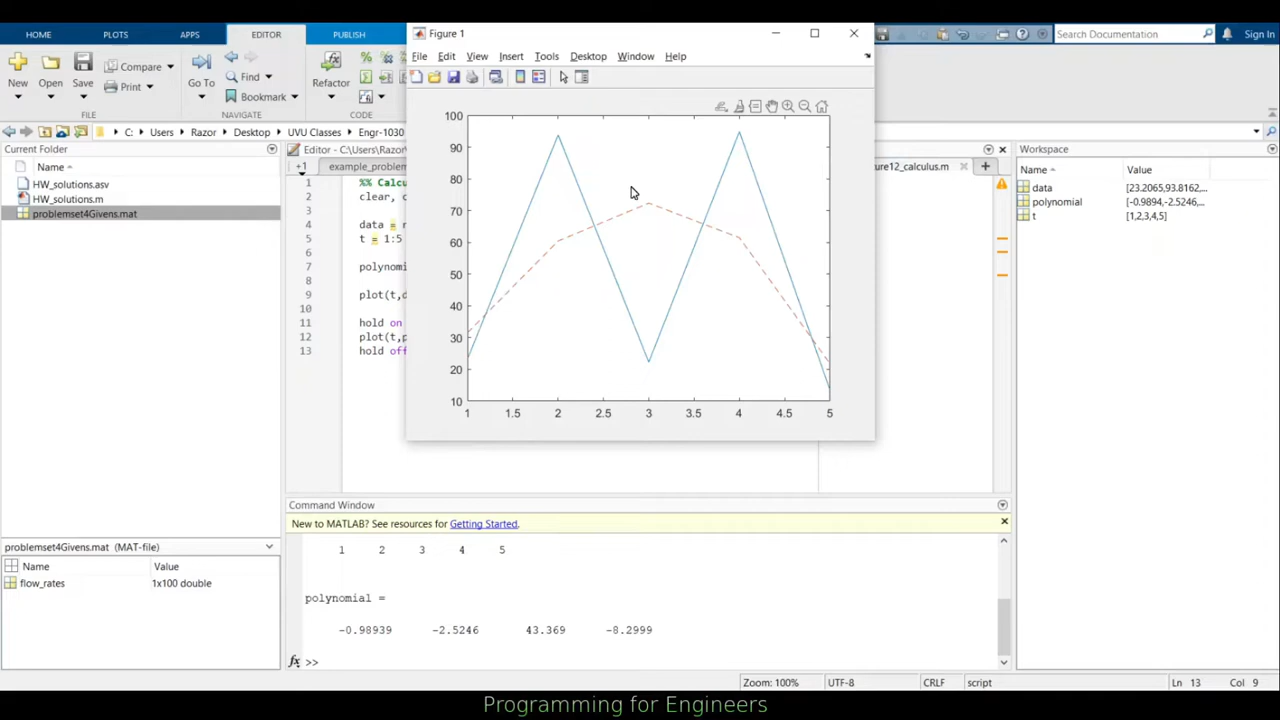 HOME PLOTS APPS EDITOR PUBLISH
Figure 1
Search Documentation
Sign In
File Edit View Insert Tools Desktop Window Help
New
Open
Save
Compare
Print
Go To
Find
Bookmark
Refactor
FILE
NAVIGATE
CODE
C: Users Razor Desktop UVU Classes Engr-1030
Current Folder
Name
HW_solutions.asv
HW_solutions.m
problemset4Givens.mat
Editor - C:\Users\Razor\
+1
example_problem
ure12_calculus.m
1 %% Calcu
2 clear, c
3
4 data = r
5 t = 1:5
6
7 polynomi
8
9 plot(t,d
10
11 hold on
12 plot(t,p
13 hold off
100
90
80
70
60
50
40
30
20
10
1 1.5 2 2.5 3 3.5 4 4.5 5
Workspace
Name Value
data [23.2065,93.8162,...
polynomial [-0.9894,-2.5246,...
t [1,2,3,4,5]
problemset4Givens.mat (MAT-file)
Name Value
flow_rates 1x100 double
Command Window
New to MATLAB? See resources for Getting Started.
1 2 3 4 5
polynomial =
-0.98939 -2.5246 43.369 -8.2999
fx >>
Zoom: 100% UTF-8 CRLF script Ln 13 Col 9
Programming for Engineers